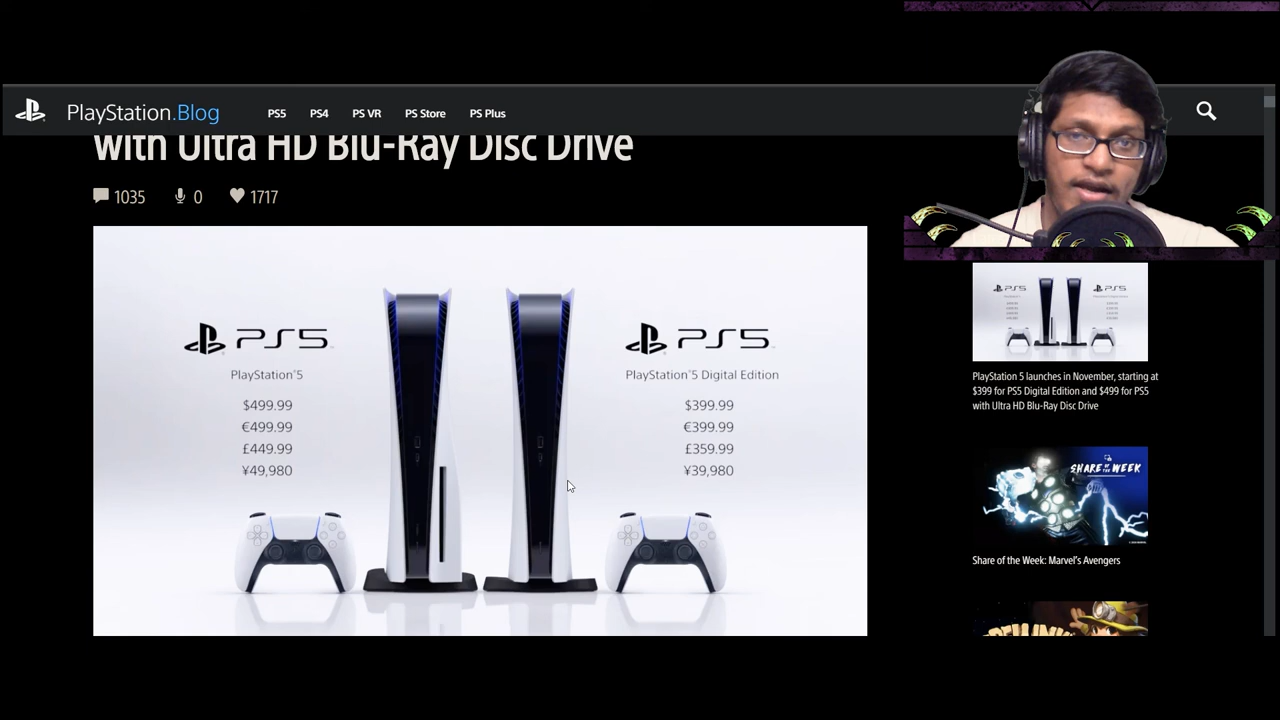 PlayStation.Blog
PS5
PS4
PS VR
PS Store
PS Plus
with Ultra HD Blu-Ray Disc Drive
1035
0
1717
PS5
PlayStation®5
$499.99
€499.99
£449.99
¥49,980
PS5
PlayStation®5 Digital Edition
$399.99
€399.99
£359.99
¥39,980
PS5
PS5
PlayStation 5 launches in November, starting at
$399 for PS5 Digital Edition and $499 for PS5
with Ultra HD Blu-Ray Disc Drive
SHARE OF
THE WEEK
Share of the Week: Marvel's Avengers